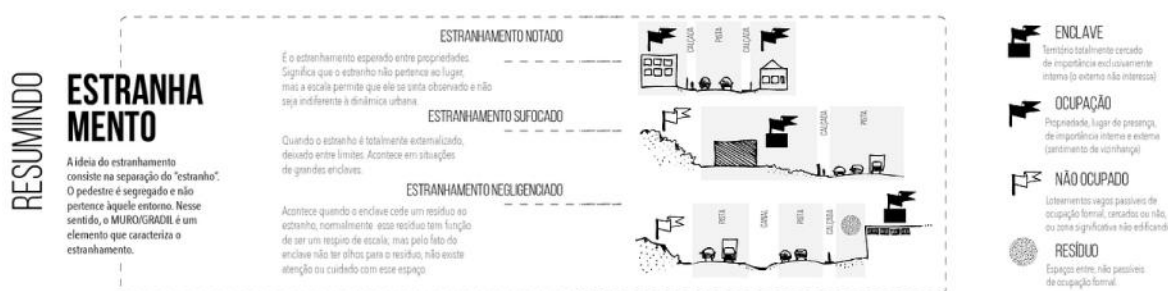 RESUMINDO
ESTRANHA
MENTO
A ideia do estranhamento
consiste na separação do "estranho".
O pedestre é segregado e não
pertence àquele entorno. Nesse
sentido, o MURO/GRADIL é um
elemento que caracteriza o
estranhamento.
ESTRANHAMENTO NOTADO
É o estranhamento esperado entre propriedades.
Significa que o estranho não pertence ao lugar,
mas a escala permite que ele se sinta observado e não
seja indiferente à dinâmica urbana.
ESTRANHAMENTO SUFOCADO
Quando o estranho é totalmente externalizado,
deixado entre limites. Acontece em situações
de grandes enclaves.
ESTRANHAMENTO NEGLIGENCIADO
Acontece quando o enclave cede um resíduo ao
estranho, normalmente esse resíduo tem função
de ser um respiro de escala; mas pelo fato do
enclave não ter olhos para o resíduo, não existe
atenção ou cuidado com esse espaço.
CALÇADA
PISTA
CALÇADA
CALÇADA
PISTA
PISTA
CANAL
PISTA
CALÇADA
ENCLAVE
Território totalmente cercado
de importância exclusivamente
interna (o externo não interessa)
OCUPAÇÃO
Propriedade, lugar de presença,
de importância interna e externa
(sentimento de vizinhança)
NÃO OCUPADO
Loteamentos vagos passíveis de
ocupação formal, cercados ou não,
ou zona significativa não edificand
RESÍDUO
Espaços entre, não passíveis
de ocupação formal.